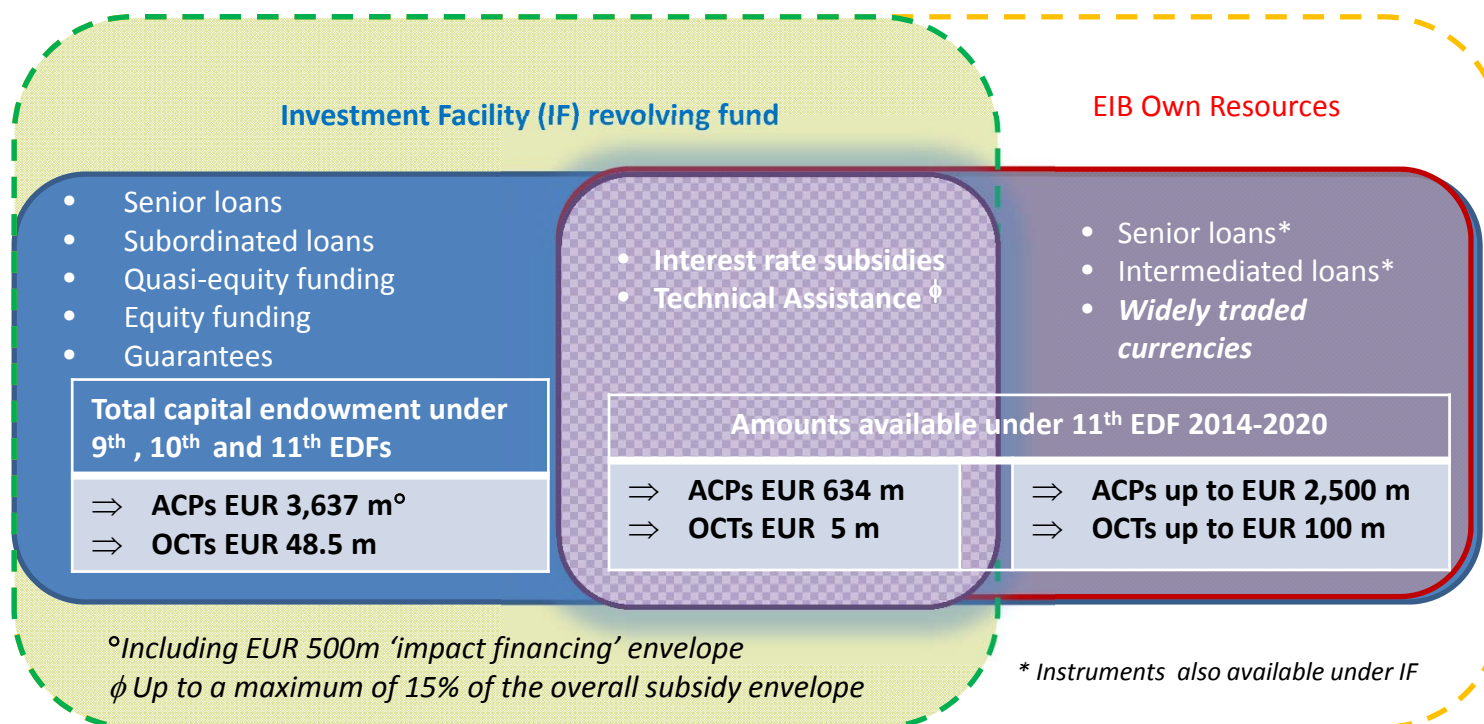 Investment Facility (IF) revolving fund
EIB Own Resources
• Senior loans
• Subordinated loans
• Quasi-equity funding
• Equity funding
• Guarantees
• Interest rate subsidies
• Technical Assistance ϕ
• Senior loans*
• Intermediated loans*
• Widely traded
currencies
Total capital endowment under
9th , 10th and 11th EDFs
⇒ ACPs EUR 3,637 m°
⇒ OCTs EUR 48.5 m
Amounts available under 11th EDF 2014-2020
⇒ ACPs EUR 634 m
⇒ OCTs EUR 5 m
⇒ ACPs up to EUR 2,500 m
⇒ OCTs up to EUR 100 m
°Including EUR 500m ‘impact financing’ envelope
ϕ Up to a maximum of 15% of the overall subsidy envelope
* Instruments also available under IF